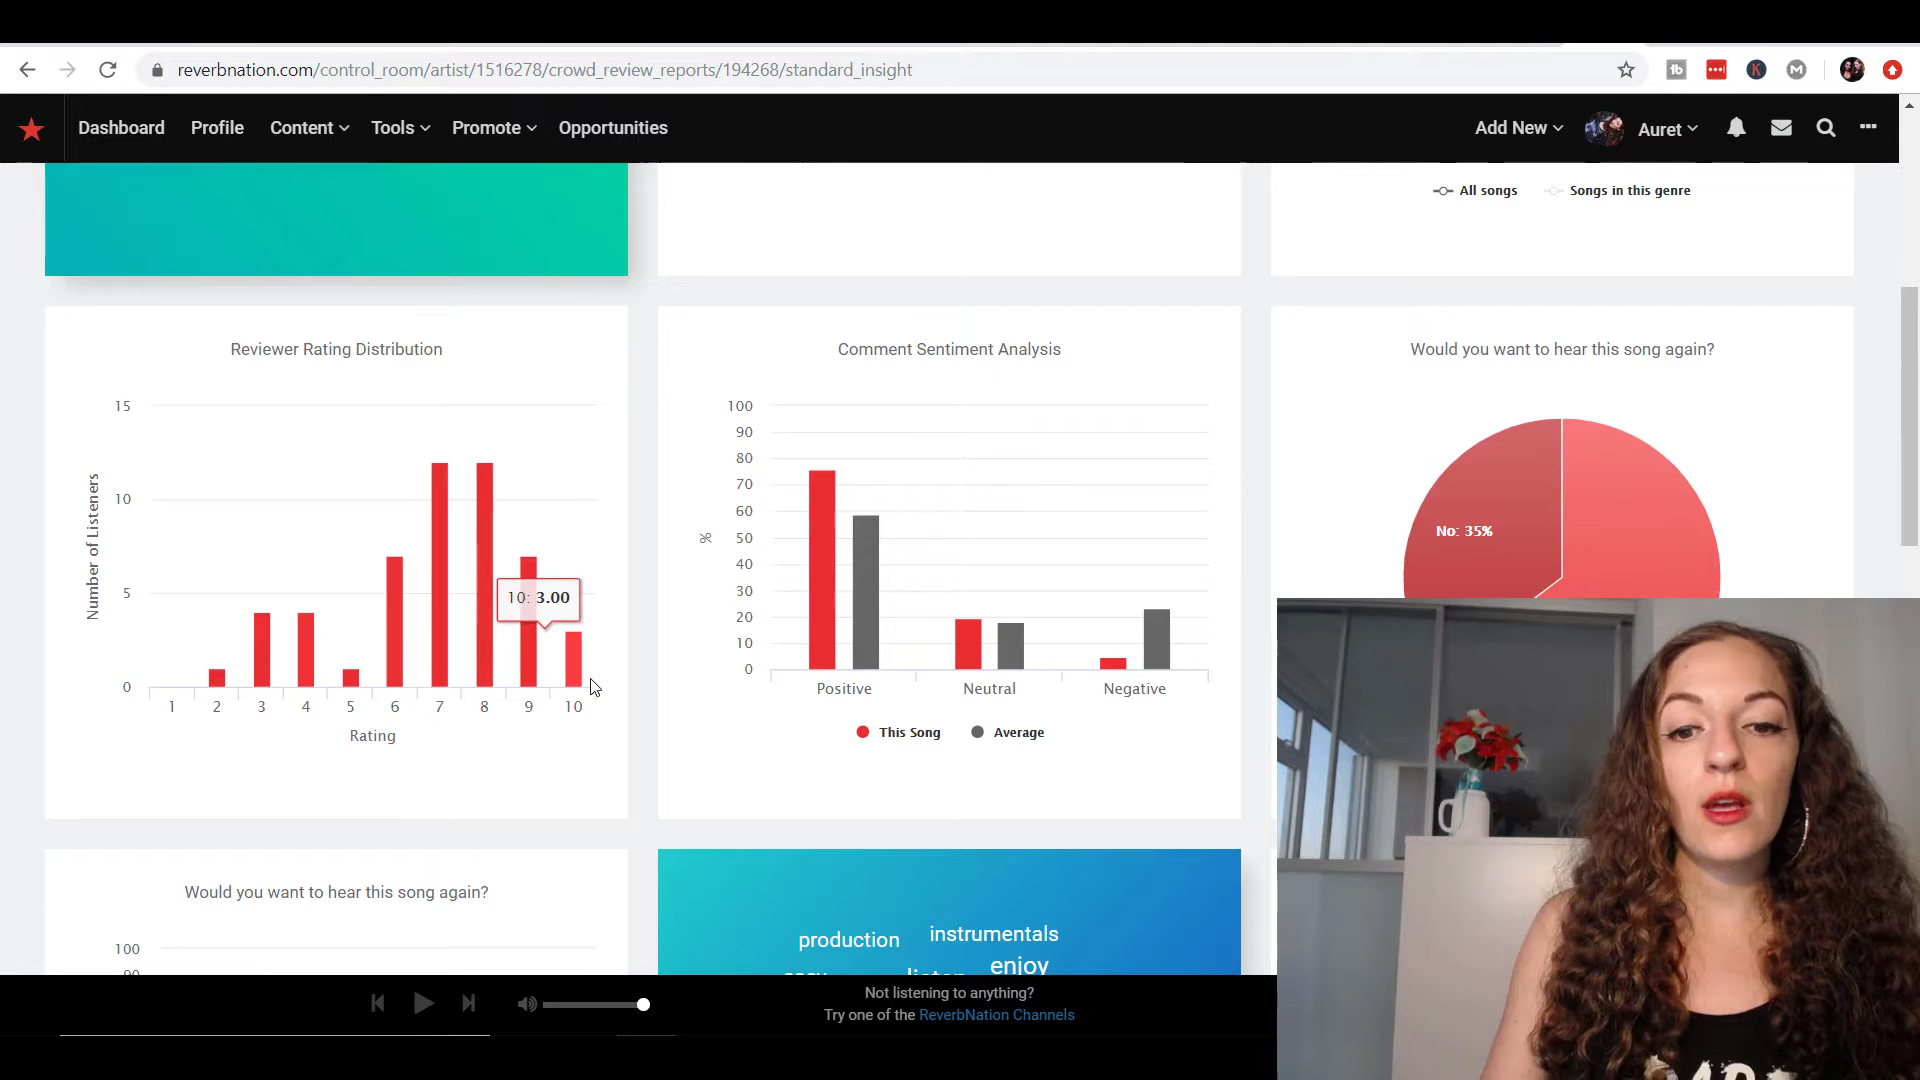 reverbnation.com/control_room/artist/1516278/crowd_review_reports/194268/standard_insight
Dashboard Profile Content Tools Promote Opportunities Add New Auret
All songs Songs in this genre
Reviewer Rating Distribution
15
10
5
0
Number of Listeners
10: 3.00
1 2 3 4 5 6 7 8 9 10
Rating
Comment Sentiment Analysis
100
90
80
70
60
50
40
30
20
10
0
%
Positive Neutral Negative
This Song Average
Would you want to hear this song again?
No: 35%
Would you want to hear this song again?
100
90
production instrumentals
enjoy
Not listening to anything?
Try one of the ReverbNation Channels